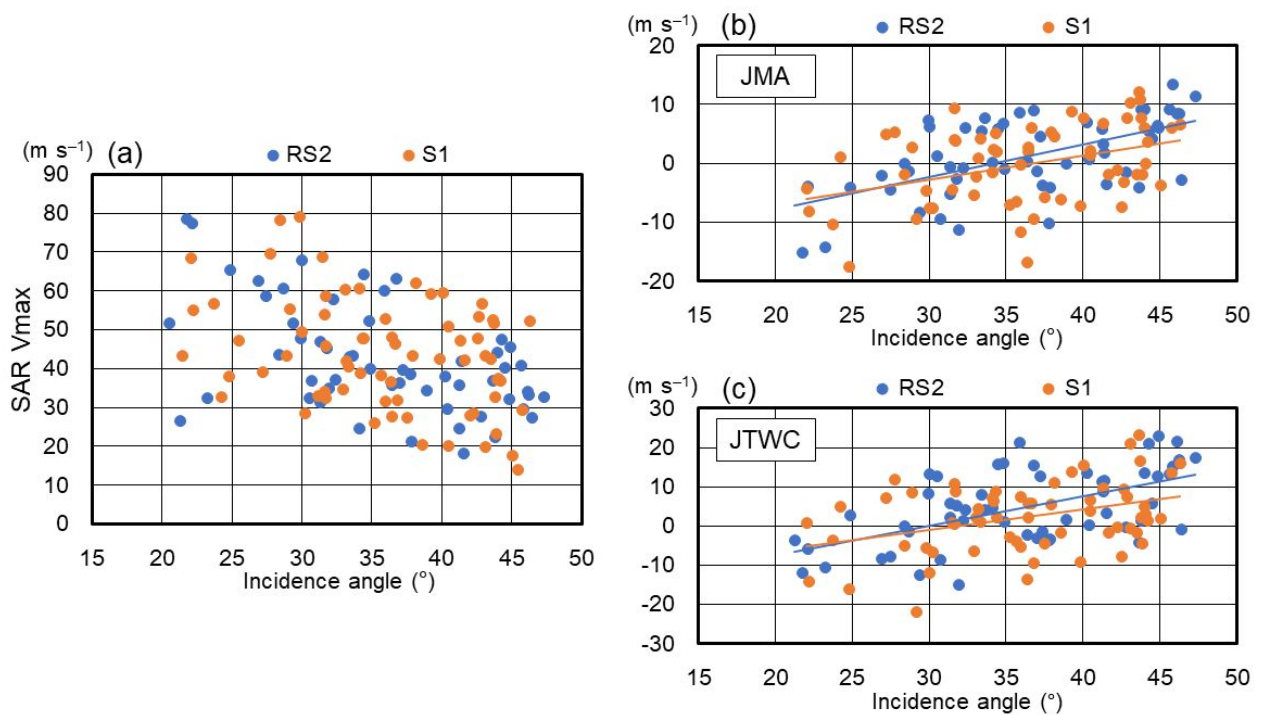 (m s⁻¹) (a) RS2 S1
90
80
70
60
50
40
30
20
10
0
SAR Vmax
15 20 25 30 35 40 45 50
Incidence angle (°)
(m s⁻¹) (b) RS2 S1
JMA
20
10
0
-10
-20
15 20 25 30 35 40 45 50
Incidence angle (°)
(m s⁻¹) (c) RS2 S1
JTWC
30
20
10
0
-10
-20
-30
15 20 25 30 35 40 45 50
Incidence angle (°)